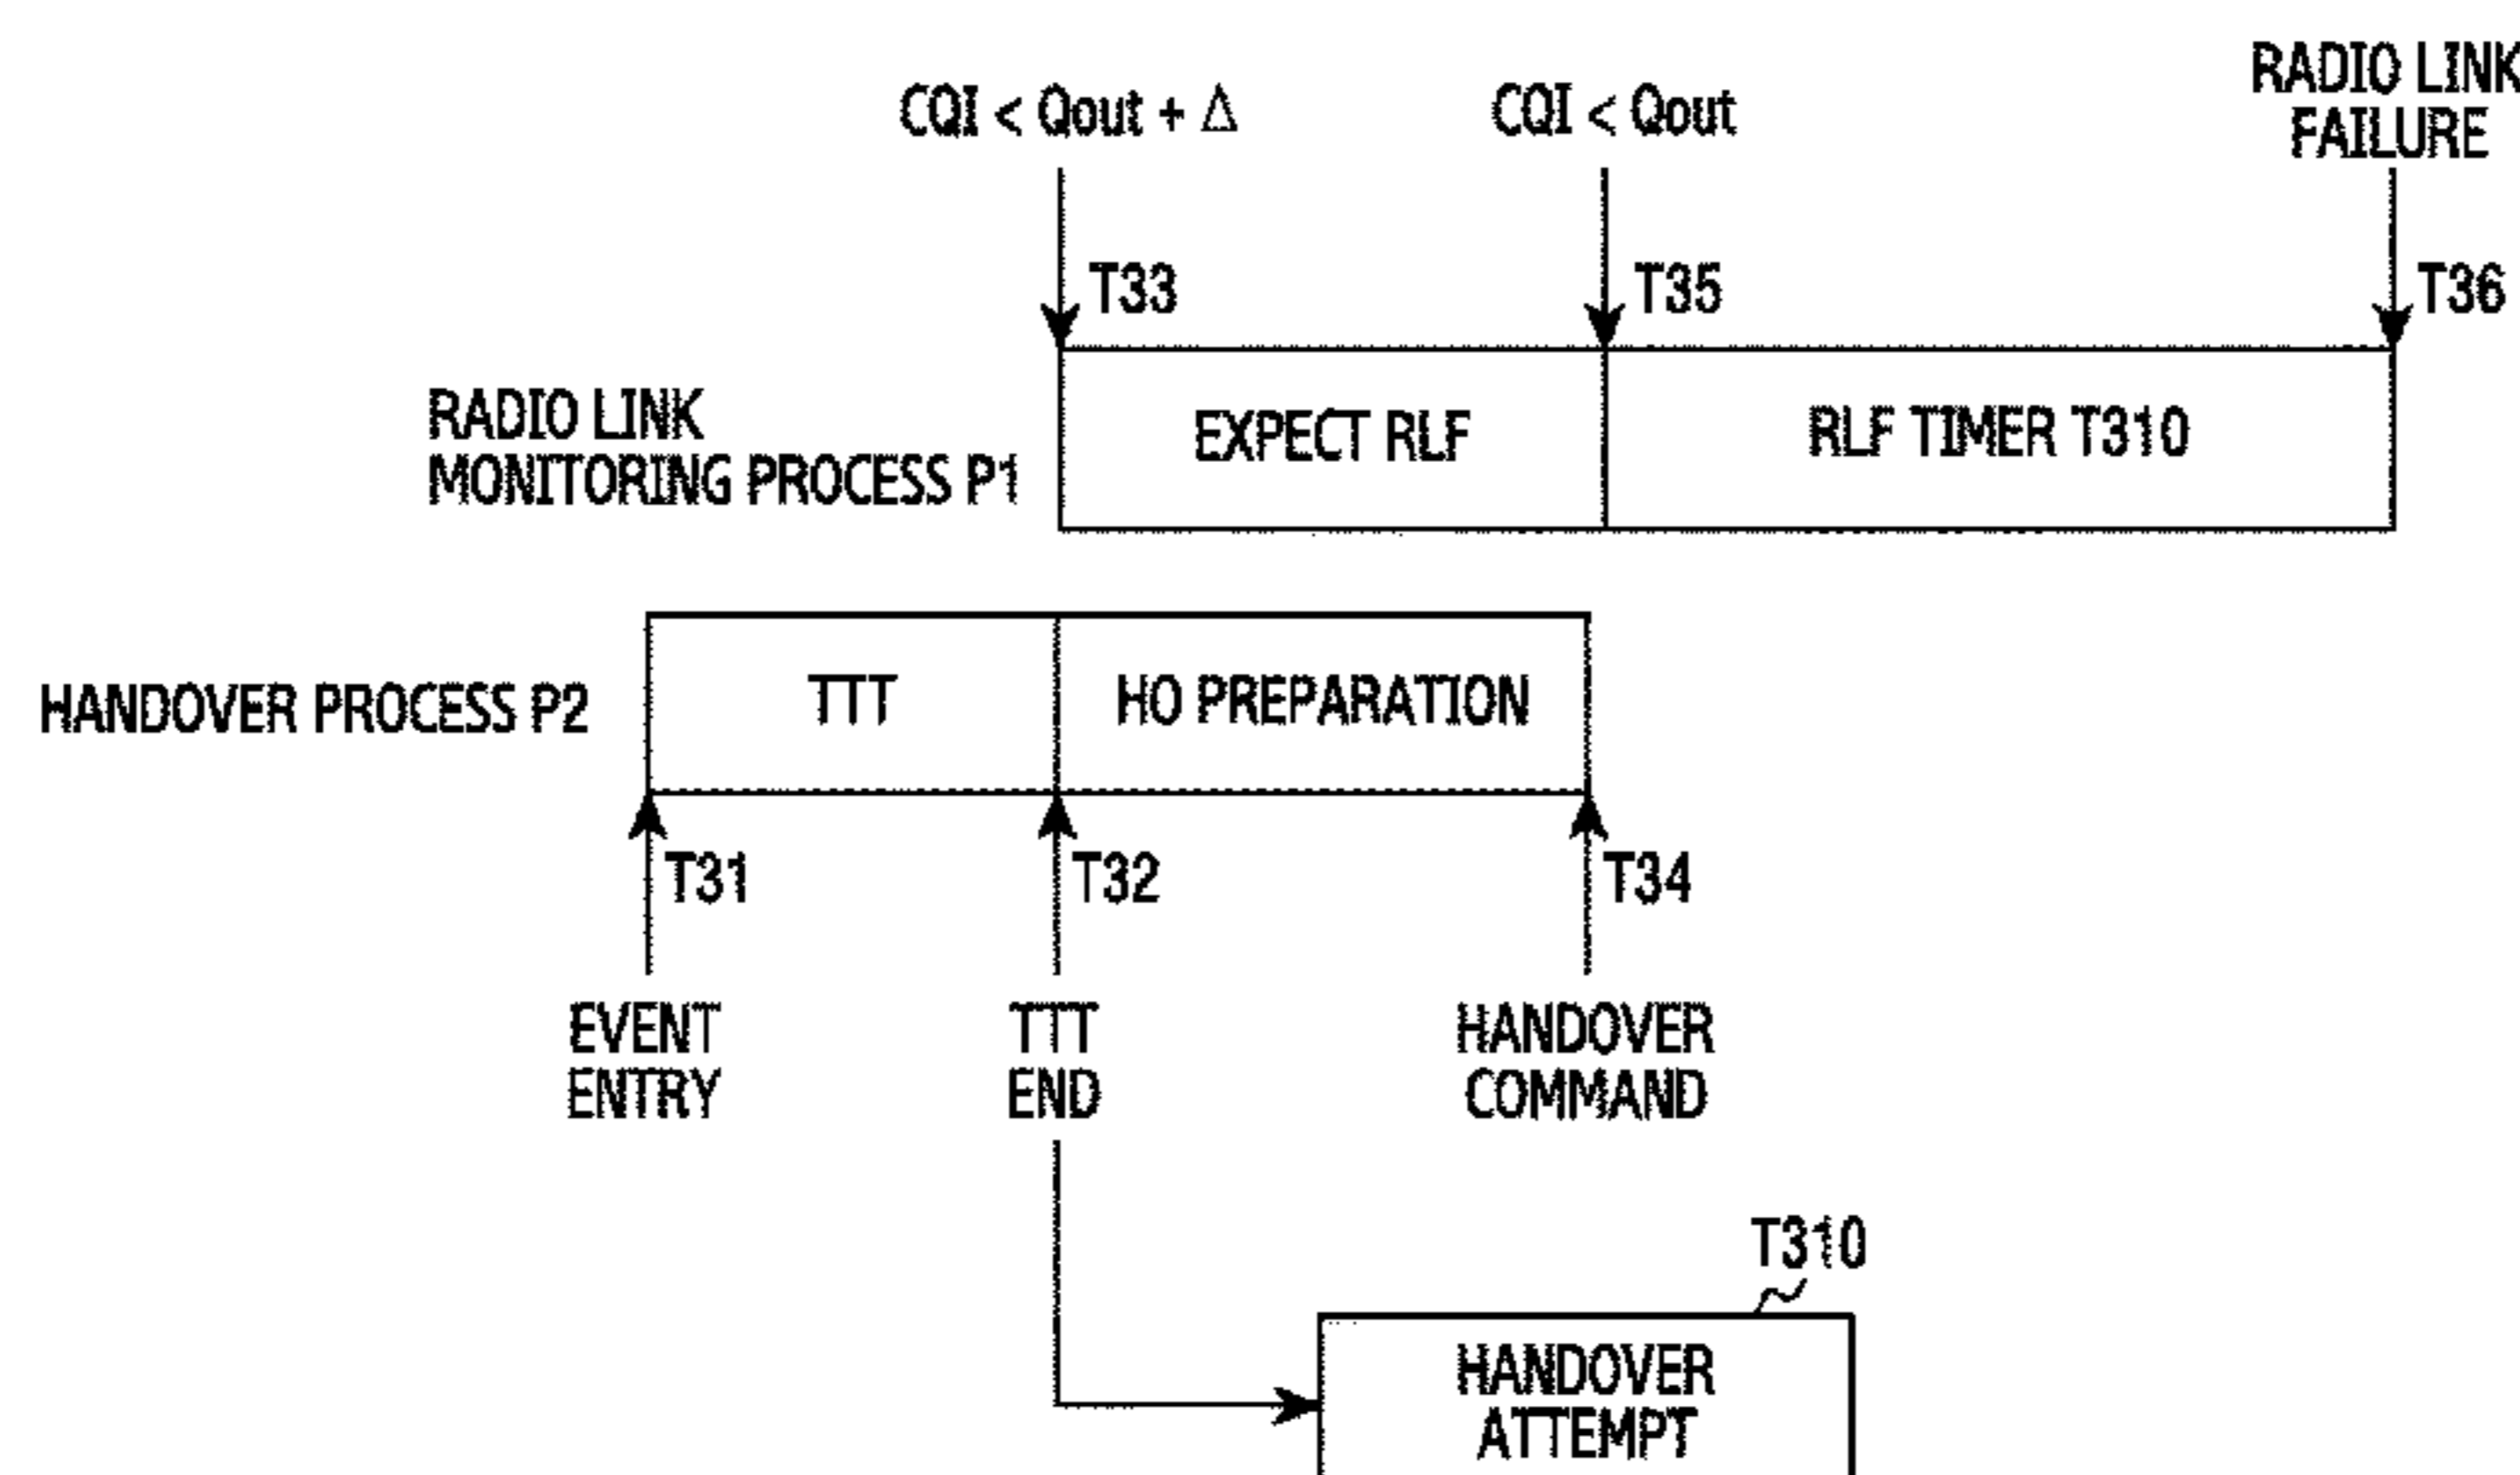 RADIO LINK
FAILURE
CQI < Qout + Δ
CQI < Qout
T33
T35
T36
RADIO LINK
MONITORING PROCESS P1
EXPECT RLF
RLF TIMER T310
HANDOVER PROCESS P2
TTT
HO PREPARATION
T31
T32
T34
EVENT
ENTRY
TTT
END
HANDOVER
COMMAND
T310
HANDOVER
ATTEMPT